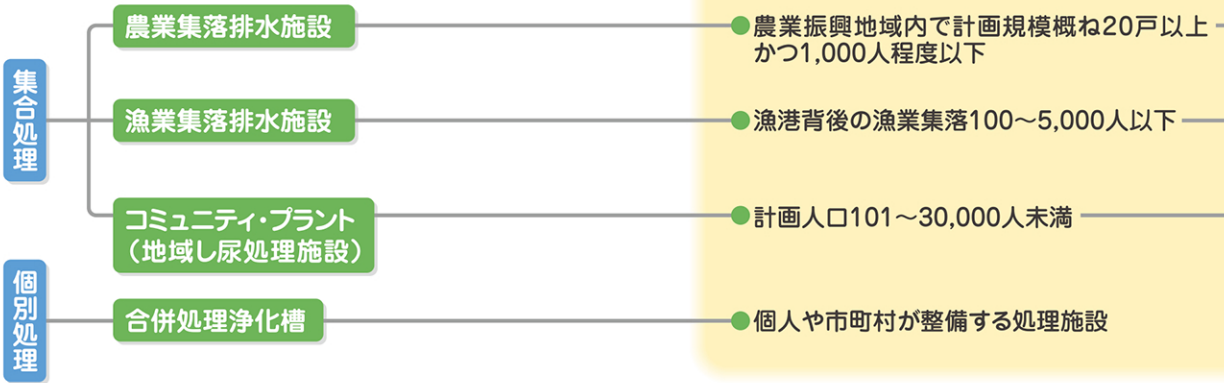 集合処理
農業集落排水施設
農業振興地域内で計画規模概ね20戸以上
かつ1,000人程度以下
漁業集落排水施設
漁港背後の漁業集落100～5,000人以下
コミュニティ・プラント
（地域し尿処理施設）
計画人口101～30,000人未満
個別処理
合併処理浄化槽
個人や市町村が整備する処理施設